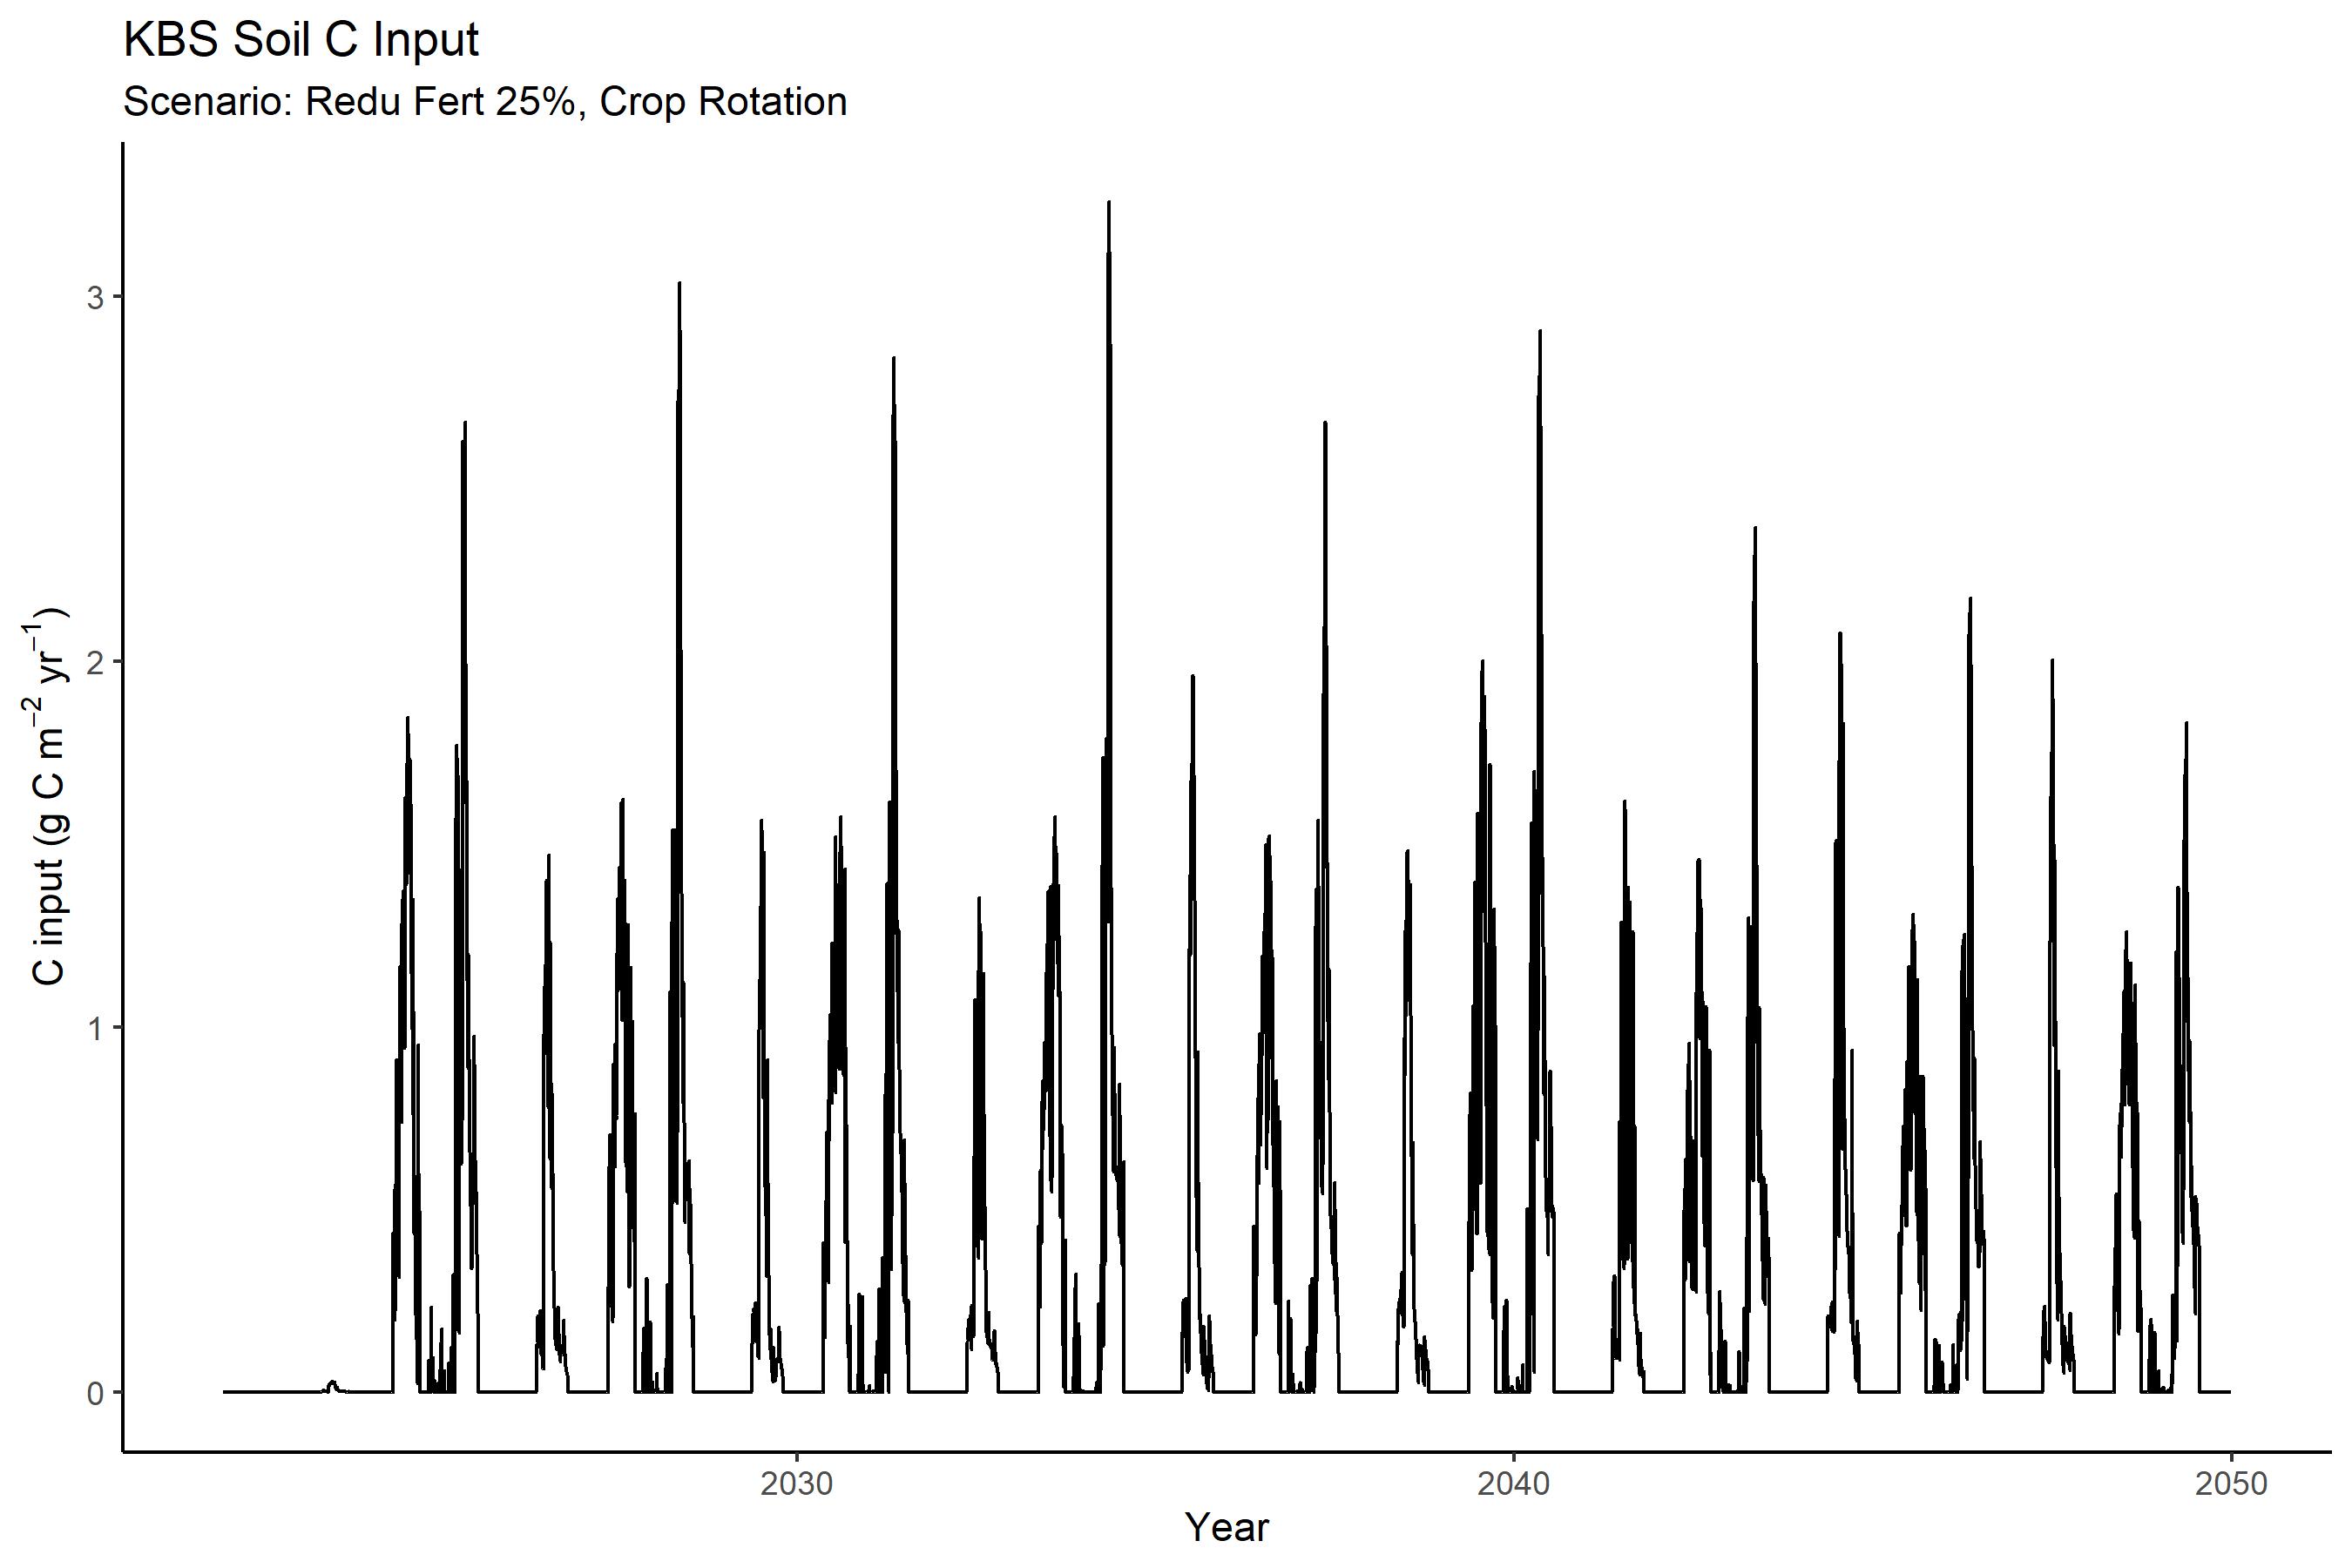 KBS Soil C Input
Scenario: Redu Fert 25%, Crop Rotation
C input (g C m⁻² yr⁻¹)
3
2
1
0
2030
2040
2050
Year